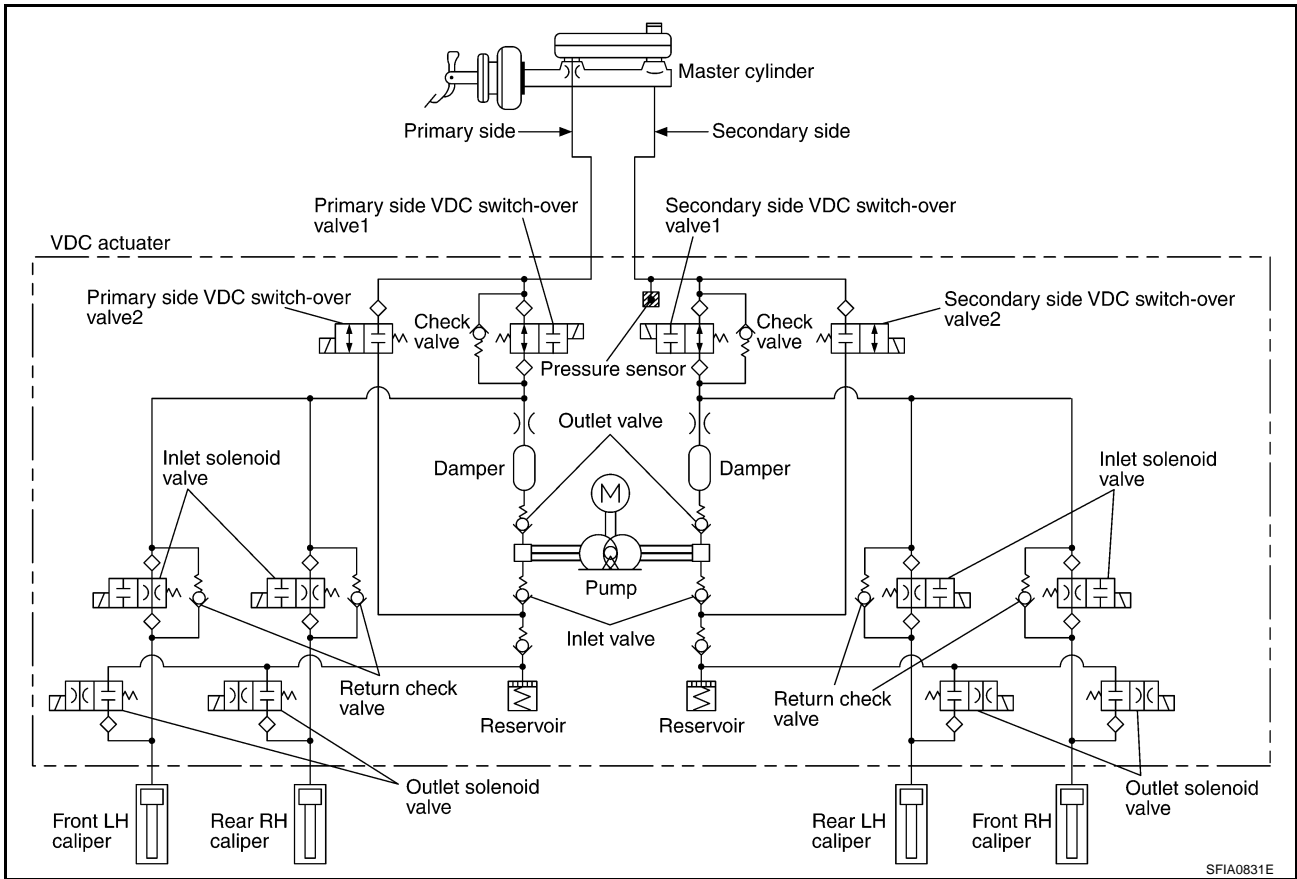 Master cylinder
Primary side
Secondary side
Primary side VDC switch-over
valve1
Secondary side VDC switch-over
valve1
VDC actuater
Primary side VDC switch-over
valve2
Check
valve
Check
valve
Secondary side VDC switch-over
valve2
Pressure sensor
Outlet valve
Inlet solenoid
valve
Damper
Damper
Inlet solenoid
valve
M
Pump
Inlet valve
Return check
valve
Reservoir
Reservoir
Return check
valve
Outlet solenoid
valve
Outlet solenoid
valve
Front LH
caliper
Rear RH
caliper
Rear LH
caliper
Front RH
caliper
SFIA0831E